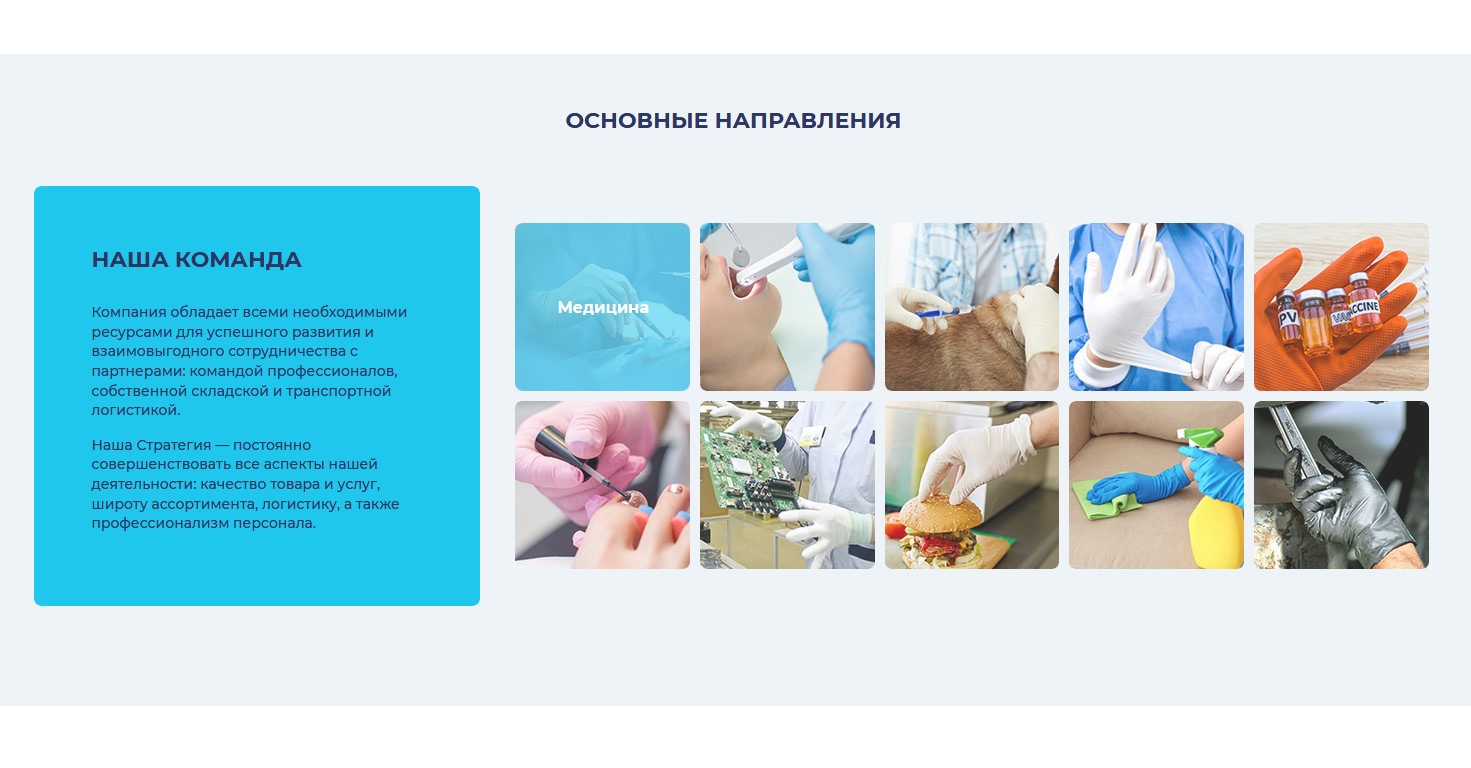 ОСНОВНЫЕ НАПРАВЛЕНИЯ
НАША КОМАНДА
Компания обладает всеми необходимыми
ресурсами для успешного развития и
взаимовыгодного сотрудничества с
партнерами: командой профессионалов,
собственной складской и транспортной
логистикой.
Наша Стратегия — постоянно
совершенствовать все аспекты нашей
деятельности: качество товара и услуг,
широту ассортимента, логистику, а также
профессионализм персонала.
Медицина